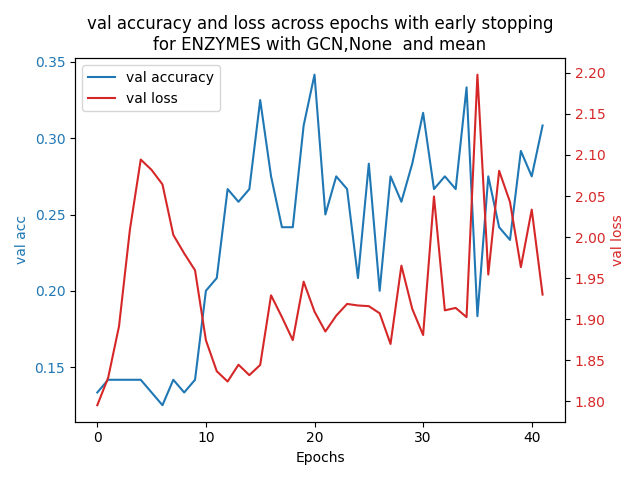 val accuracy and loss across epochs with early stopping
for ENZYMES with GCN,None  and mean
val accuracy
val loss
0.35
0.30
0.25
0.20
0.15
val acc
2.20
2.15
2.10
2.05
2.00
1.95
1.90
1.85
1.80
val loss
0 10 20 30 40
Epochs